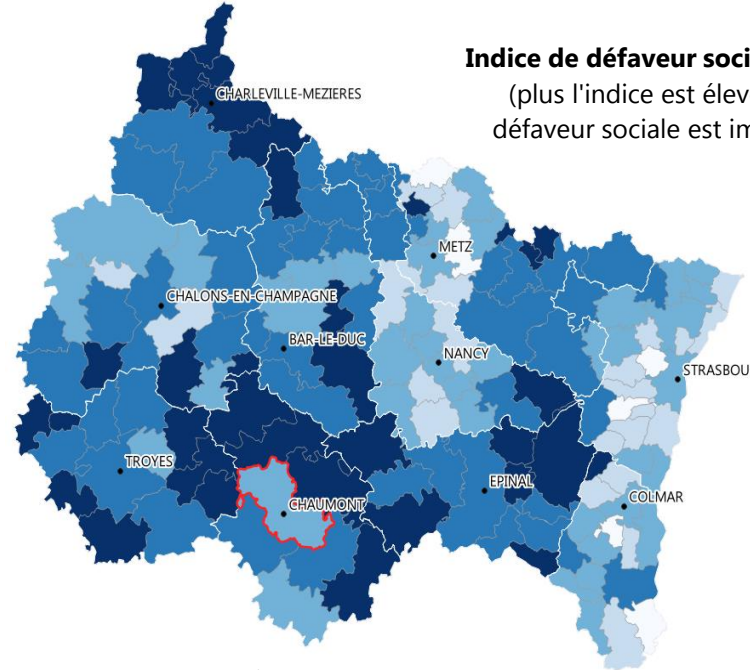 Indice de défaveur soci
(plus l'indice est élev
défaveur sociale est im
CHARLEVILLE-MEZIERES
METZ
CHALONS-EN-CHAMPAGNE
BAR-LE-DUC
NANCY
STRASBOU
TROYES
EPINAL
CHAUMONT
COLMAR